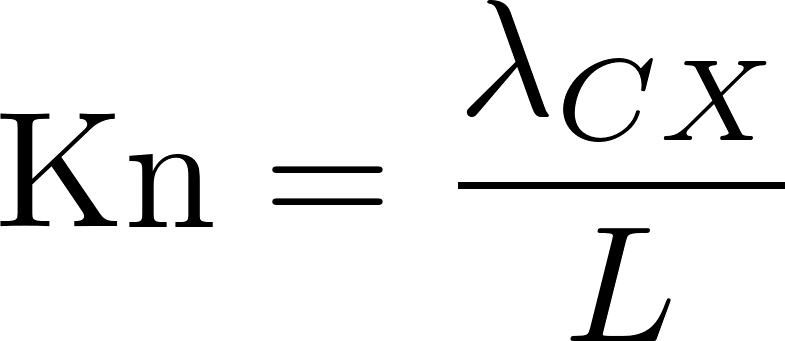 Kn = λ_{CX} / L